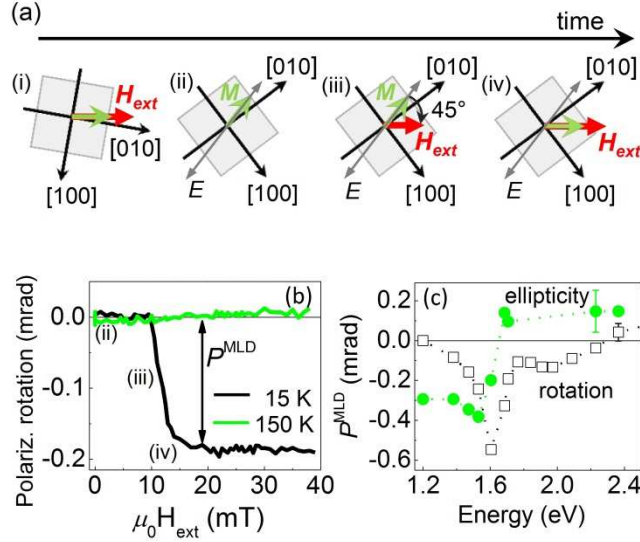 (a)
time
(i)
H_ext
[010]
[100]
(ii)
M
[010]
E
[100]
(iii)
M
[010]
45°
H_ext
E
[100]
(iv)
[010]
H_ext
E
[100]
(b)
Polariz. rotation (mrad)
0.0
-0.1
-0.2
(ii)
(iii)
(iv)
P^MLD
15 K
150 K
0 10 20 30 40
μ₀H_ext (mT)
(c)
P^MLD (mrad)
0.2
0.0
-0.2
-0.4
-0.6
ellipticity
rotation
1.2 1.6 2.0 2.4
Energy (eV)